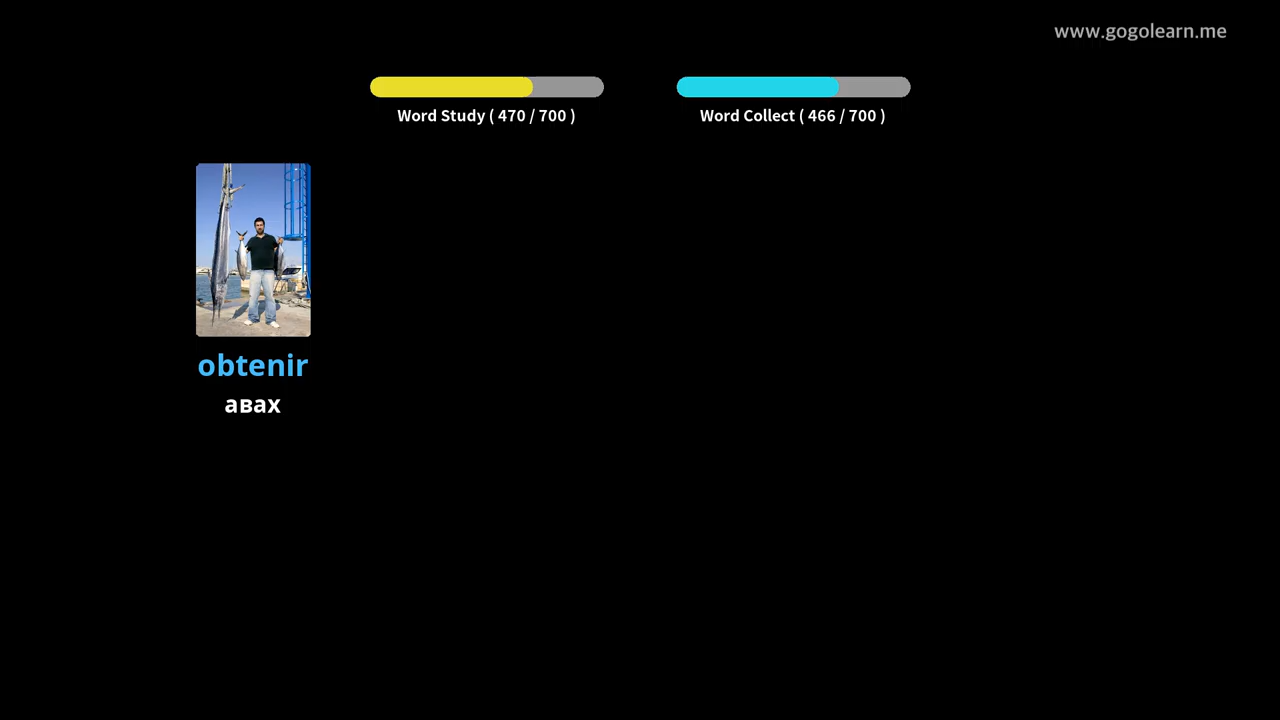 www.gogolearn.me
Word Study ( 470 / 700 )
Word Collect ( 466 / 700 )
obtenir
авах